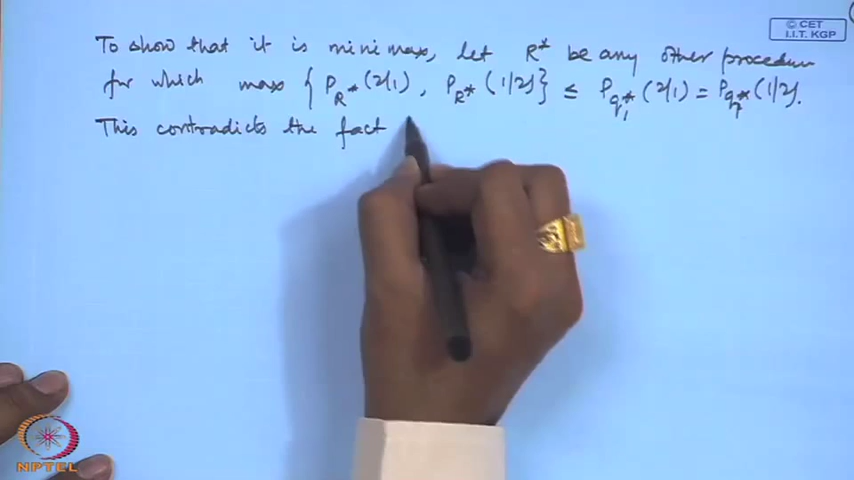 © CET
I.I.T. KGP
To show that it is minimax, let R* be any other procedure
for which max { P_R*(2/1), P_R*(1/2) } ≤ P_q₁*(2/1) = P_q₁*(1/2).
This contradicts the fact
NPTEL